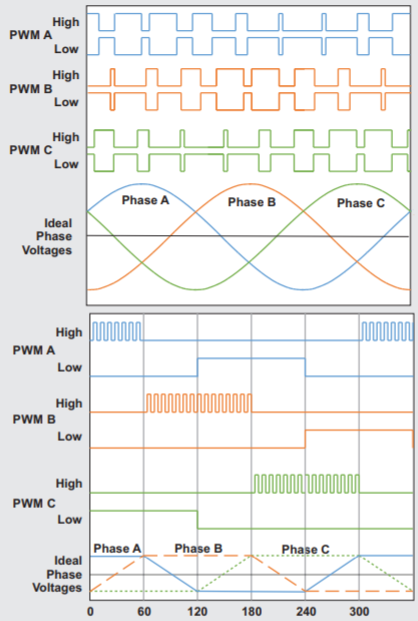 High
PWM A
Low
High
PWM B
Low
High
PWM C
Low
Phase A Phase B Phase C
Ideal
Phase
Voltages
High
PWM A
Low
High
PWM B
Low
High
PWM C
Low
Phase A Phase B Phase C
Ideal
Phase
Voltages
0 60 120 180 240 300